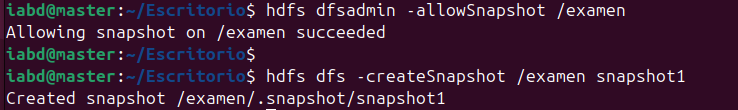 iabd@master:~/Escritorio$ hdfs dfsadmin -allowSnapshot /examen
Allowing snapshot on /examen succeeded
iabd@master:~/Escritorio$
iabd@master:~/Escritorio$ hdfs dfs -createSnapshot /examen snapshot1
Created snapshot /examen/.snapshot/snapshot1